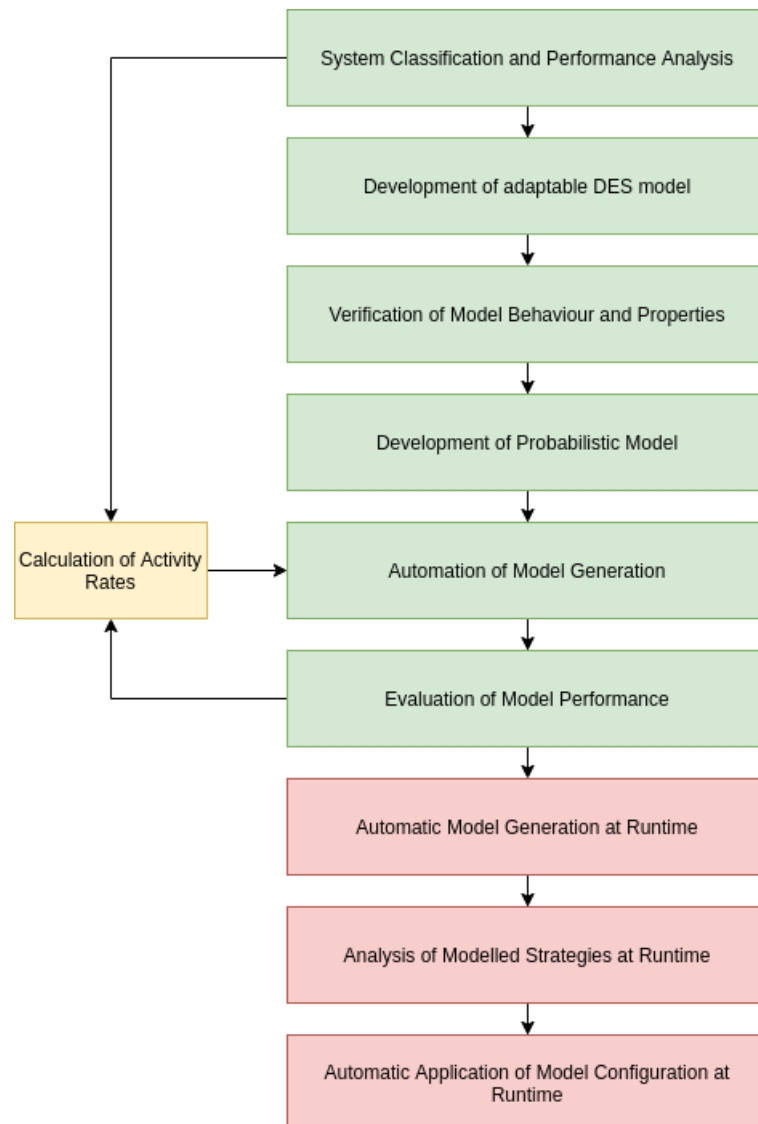 System Classification and Performance Analysis
Development of adaptable DES model
Verification of Model Behaviour and Properties
Development of Probabilistic Model
Calculation of Activity
Rates
Automation of Model Generation
Evaluation of Model Performance
Automatic Model Generation at Runtime
Analysis of Modelled Strategies at Runtime
Automatic Application of Model Configuration at
Runtime